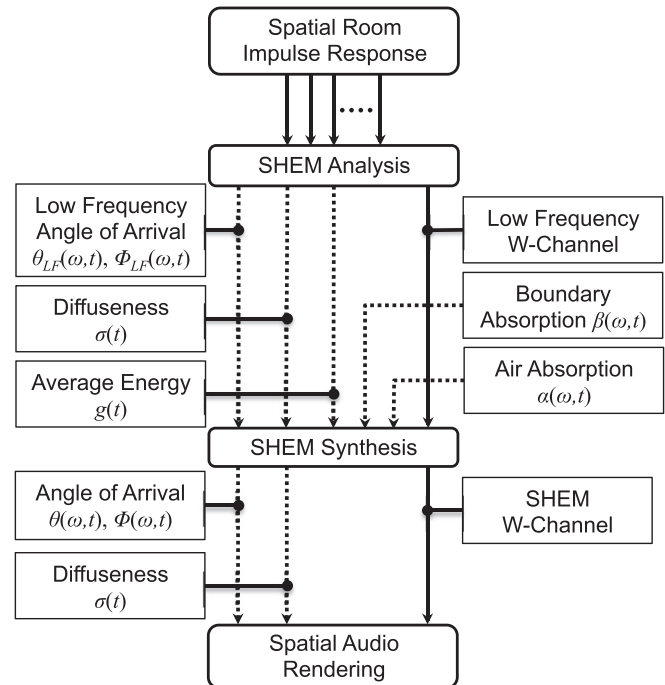 Spatial Room
Impulse Response
SHEM Analysis
Low Frequency
Angle of Arrival
θLF(ω,t), ΦLF(ω,t)
Low Frequency
W-Channel
Diffuseness
σ(t)
Boundary
Absorption β(ω,t)
Average Energy
g(t)
Air Absorption
α(ω,t)
SHEM Synthesis
Angle of Arrival
θ(ω,t), Φ(ω,t)
SHEM
W-Channel
Diffuseness
σ(t)
Spatial Audio
Rendering